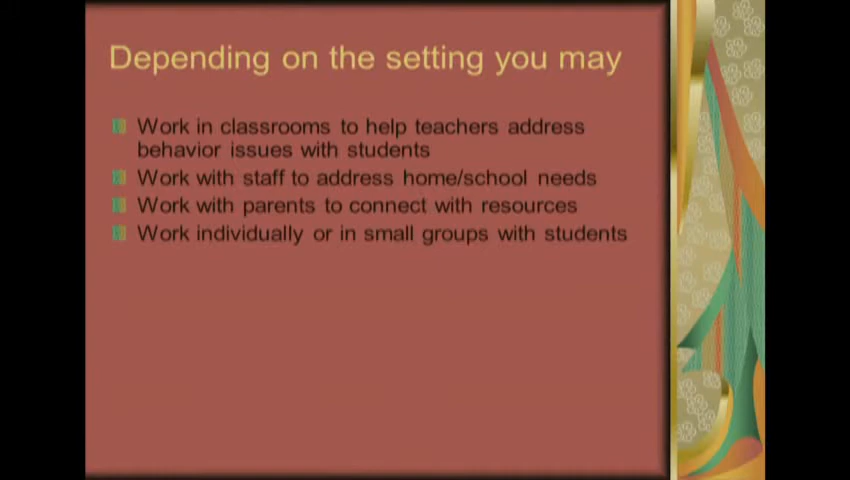 Depending on the setting you may
Work in classrooms to help teachers address
behavior issues with students
Work with staff to address home/school needs
Work with parents to connect with resources
Work individually or in small groups with students